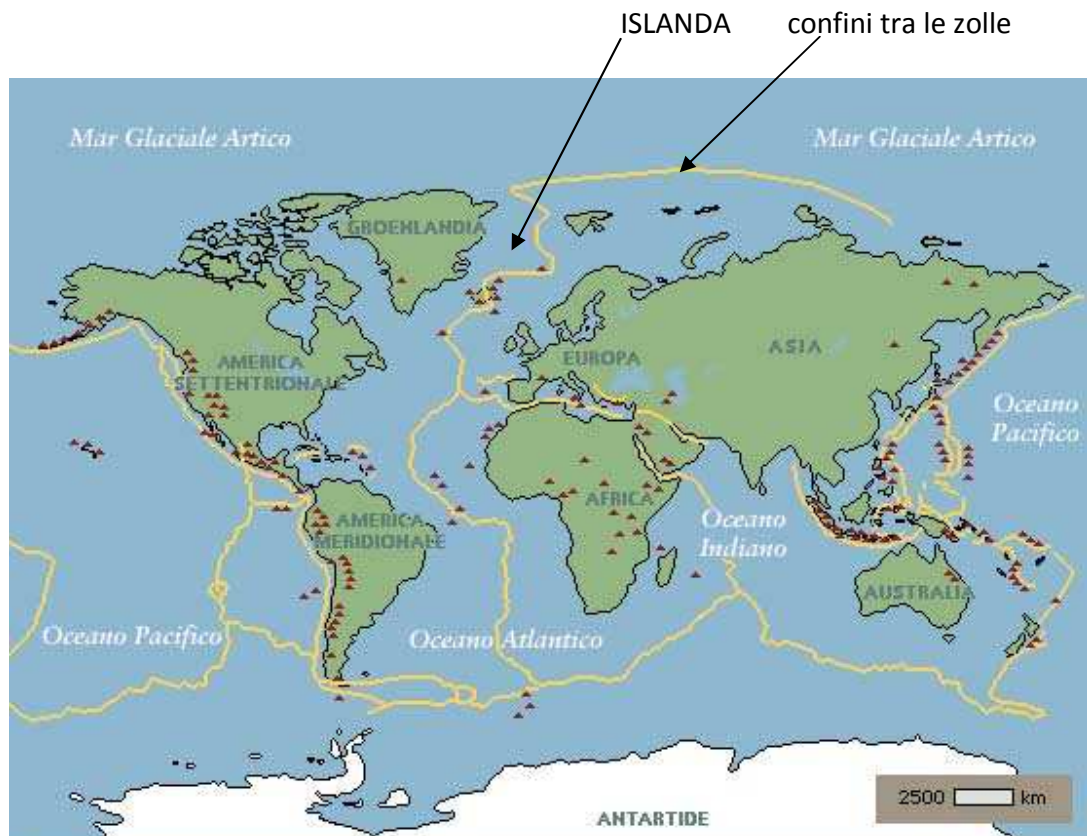 ISLANDA confini tra le zolle
Mar Glaciale Artico
Mar Glaciale Artico
GROENLANDIA
AMERICA
SETTENTRIONALE
EUROPA
ASIA
Oceano
Pacifico
AFRICA
AMERICA
MERIDIONALE
Oceano
Indiano
AUSTRALIA
Oceano Pacifico
Oceano Atlantico
2500 km
ANTARTIDE